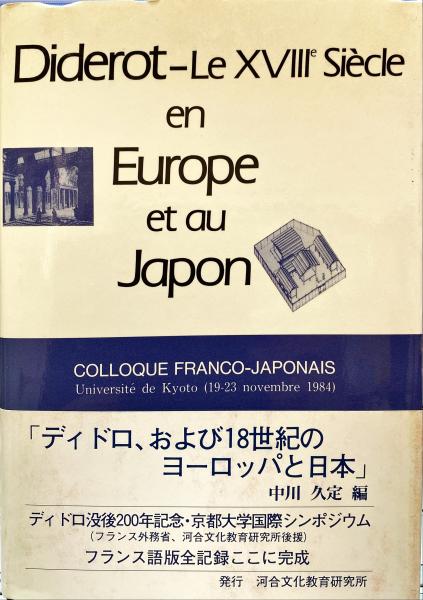 Diderot–Le XVIIIe Siècle
en
Europe
et au
Japon
COLLOQUE FRANCO-JAPONAIS
Université de Kyoto (19-23 novembre 1984)
「ディドロ、および18世紀の
ヨーロッパと日本」
中川 久定 編
ディドロ没後200年記念・京都大学国際シンポジウム
(フランス外務省、河合文化教育研究所後援)
フランス語版全記録ここに完成
発行 河合文化教育研究所